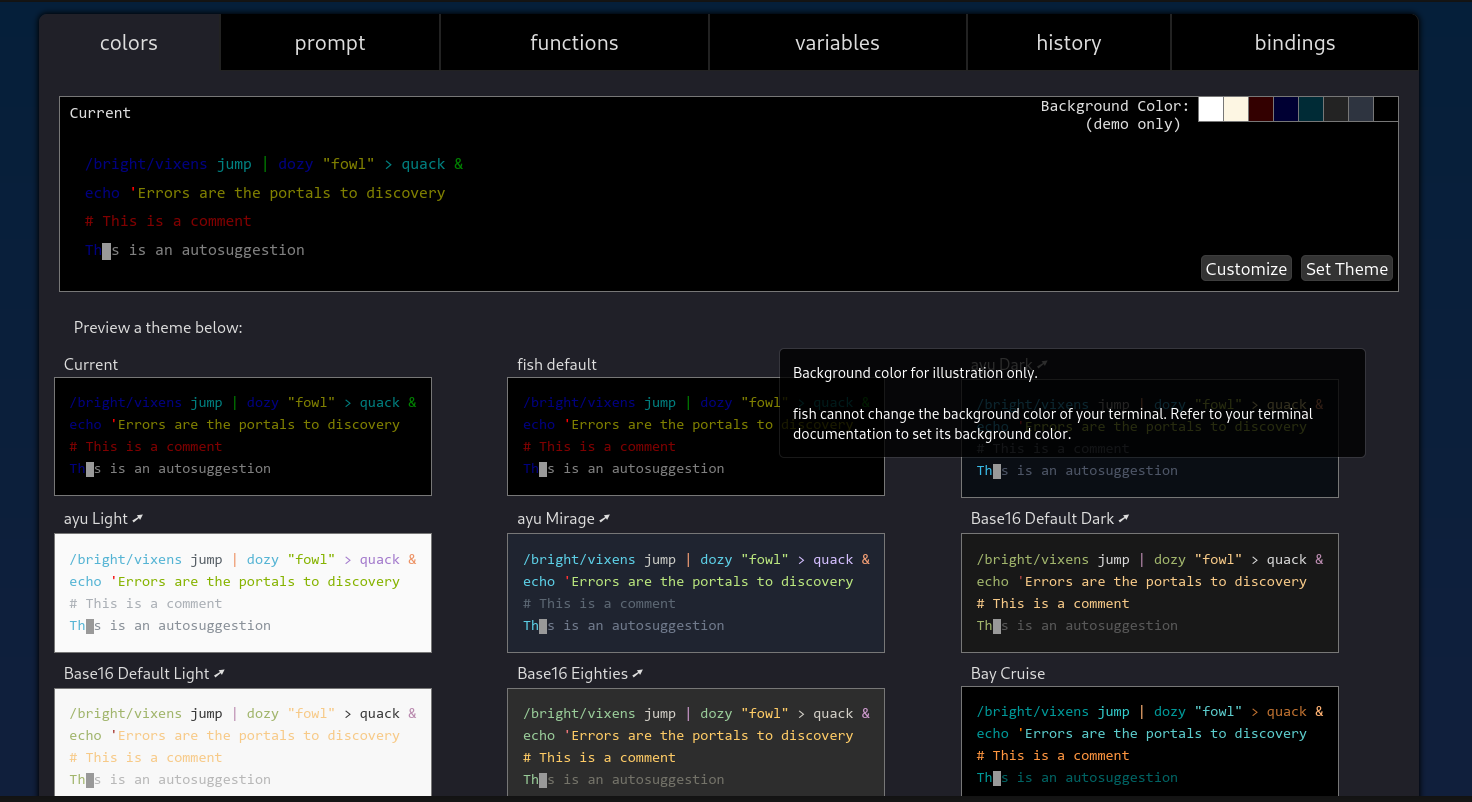 colors
prompt
functions
variables
history
bindings
Current
Background Color:
(demo only)
/bright/vixens jump | dozy "fowl" > quack &
echo 'Errors are the portals to discovery
# This is a comment
This is an autosuggestion
Customize
Set Theme
Preview a theme below:
Current
fish default
ayu Dark
/bright/vixens jump | dozy "fowl" > quack &
echo 'Errors are the portals to discovery
# This is a comment
This is an autosuggestion
/bright/vixens jump | dozy "fowl" > quack &
echo 'Errors are the portals to discovery
# This is a comment
This is an autosuggestion
Background color for illustration only.
fish cannot change the background color of your terminal. Refer to your terminal
documentation to set its background color.
This is an autosuggestion
ayu Light
ayu Mirage
Base16 Default Dark
/bright/vixens jump | dozy "fowl" > quack &
echo 'Errors are the portals to discovery
# This is a comment
This is an autosuggestion
/bright/vixens jump | dozy "fowl" > quack &
echo 'Errors are the portals to discovery
# This is a comment
This is an autosuggestion
/bright/vixens jump | dozy "fowl" > quack &
echo 'Errors are the portals to discovery
# This is a comment
This is an autosuggestion
Base16 Default Light
Base16 Eighties
Bay Cruise
/bright/vixens jump | dozy "fowl" > quack &
echo 'Errors are the portals to discovery
# This is a comment
This is an autosuggestion
/bright/vixens jump | dozy "fowl" > quack &
echo 'Errors are the portals to discovery
# This is a comment
This is an autosuggestion
/bright/vixens jump | dozy "fowl" > quack &
echo 'Errors are the portals to discovery
# This is a comment
This is an autosuggestion